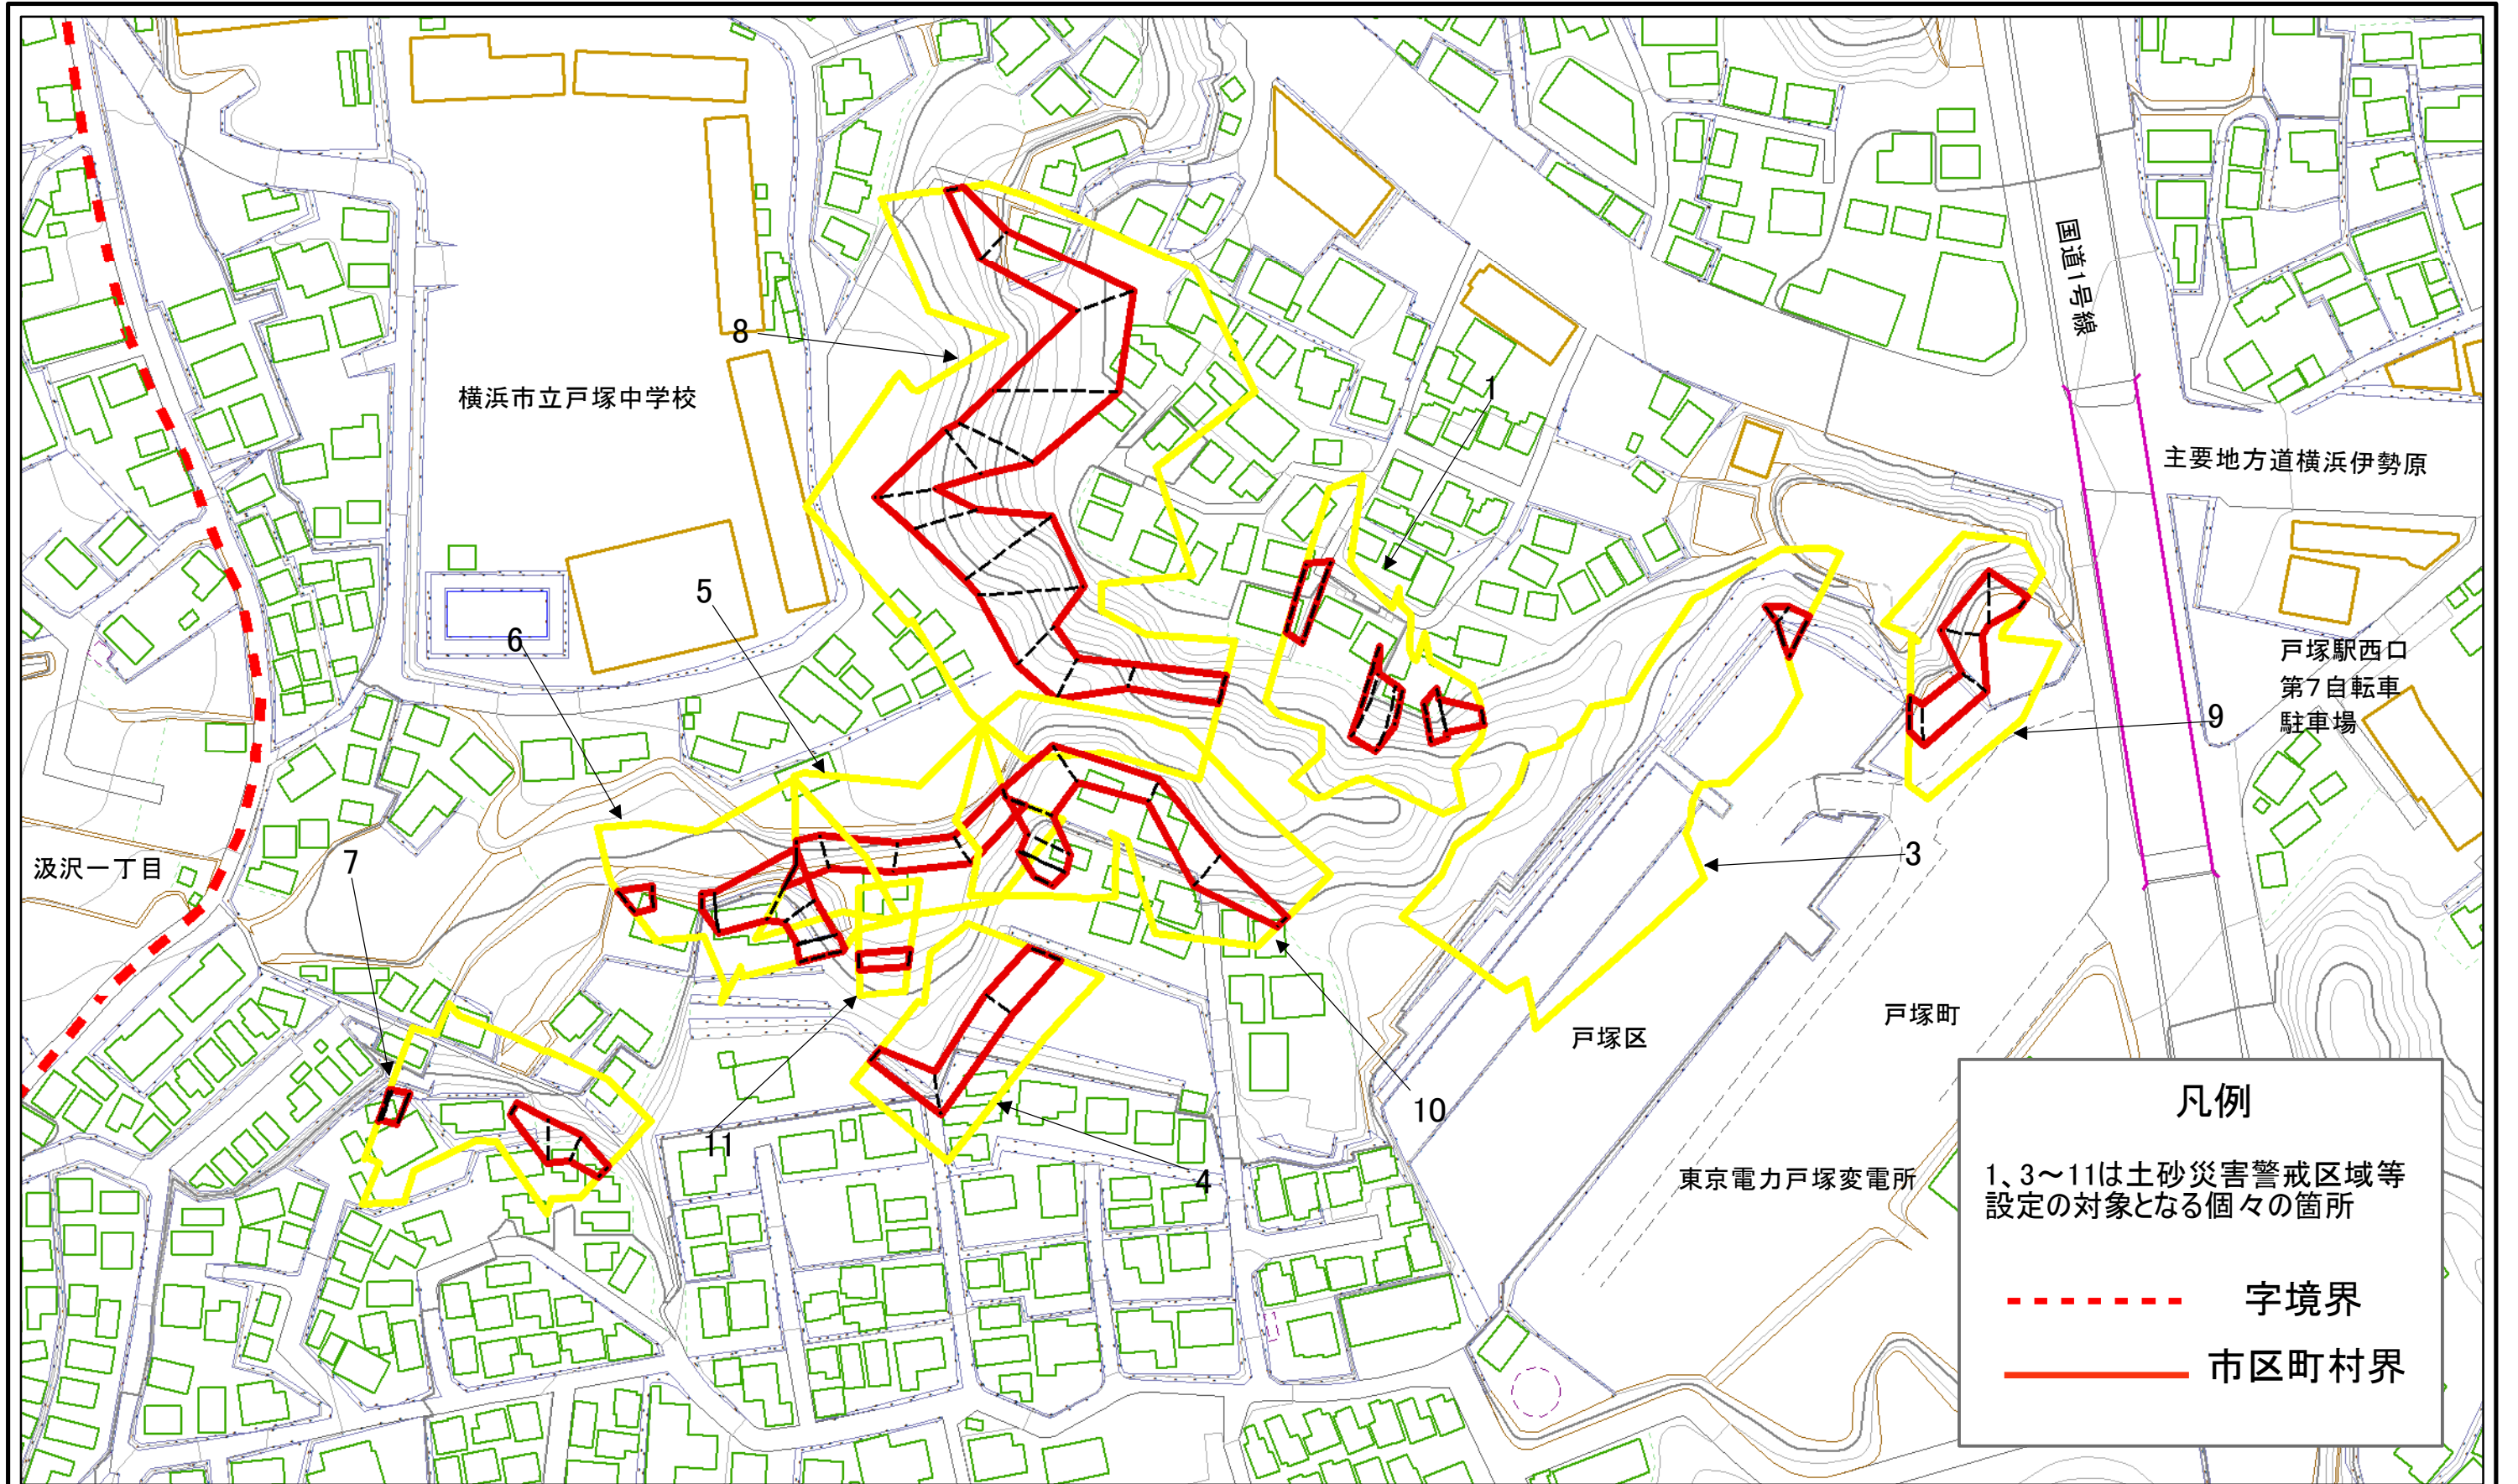 国道1号線
8
横浜市立戸塚中学校
1
主要地方道横浜伊勢原
5
6
戸塚駅西口
第7自転車
駐車場
9
7
汲沢一丁目
3
戸塚町
戸塚区
10
11
4
東京電力戸塚変電所
凡例
1、3～11は土砂災害警戒区域等
設定の対象となる個々の箇所
字境界
市区町村界